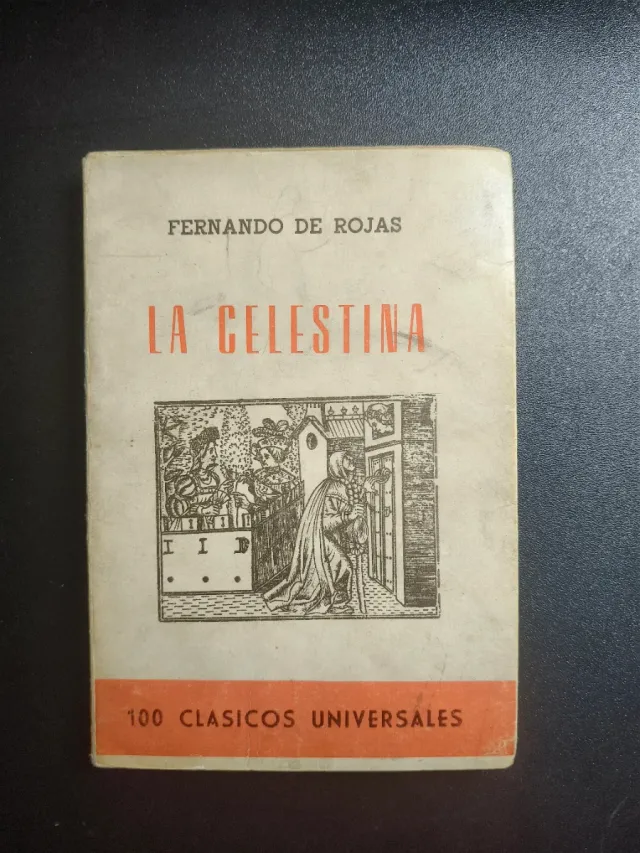 FERNANDO DE ROJAS
LA CELESTINA
100 CLASICOS UNIVERSALES